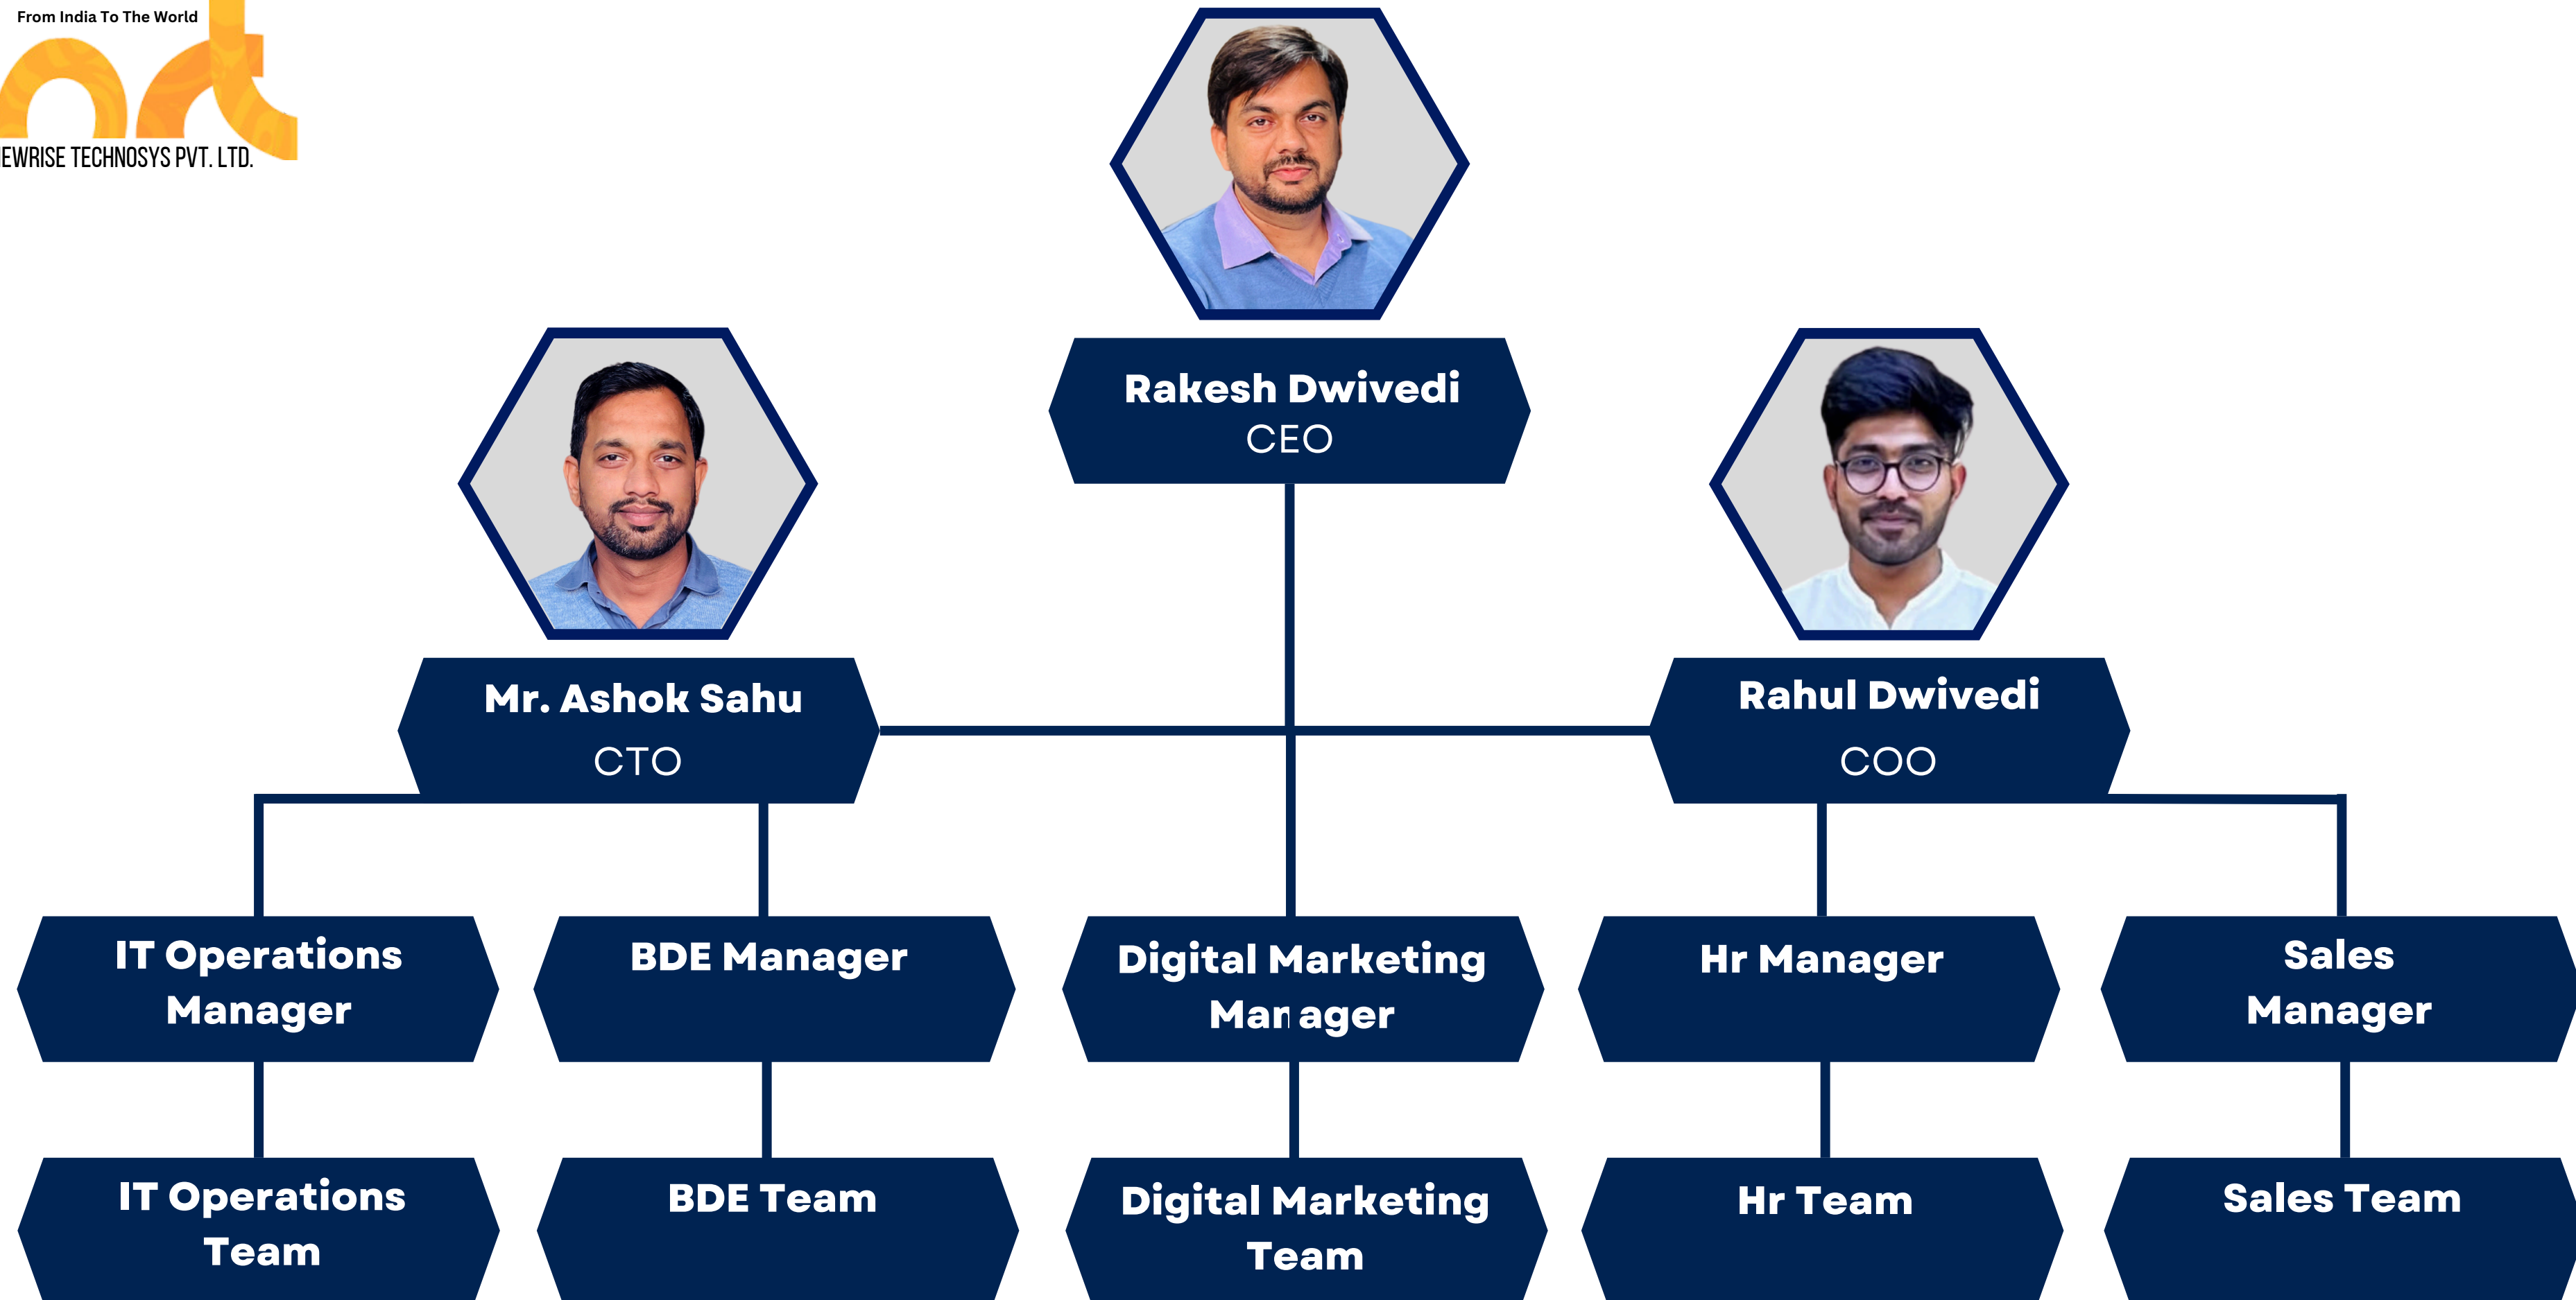 From India To The World
EWRISE TECHNOSYS PVT. LTD.
Rakesh Dwivedi
CEO
Mr. Ashok Sahu
CTO
Rahul Dwivedi
COO
IT Operations
Manager
BDE Manager
Digital Marketing
Manager
Hr Manager
Sales
Manager
IT Operations
Team
BDE Team
Digital Marketing
Team
Hr Team
Sales Team